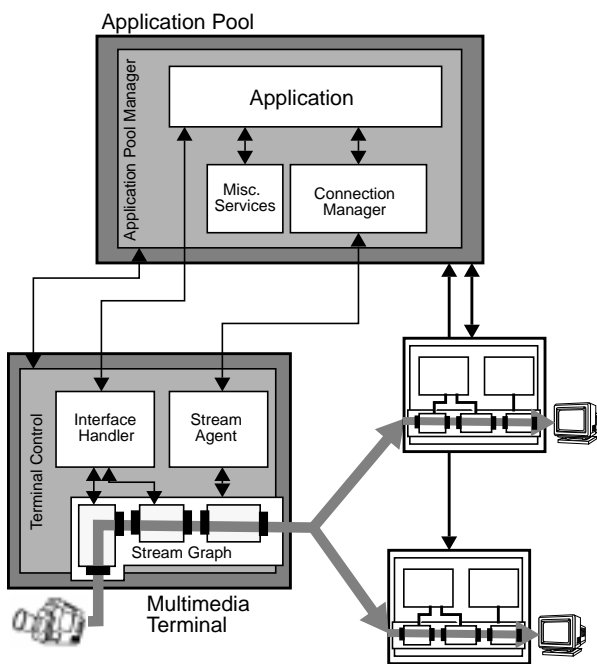 Application Pool
Application Pool Manager
Application
Misc.
Services
Connection
Manager
Terminal Control
Interface
Handler
Stream
Agent
Stream Graph
Multimedia
Terminal